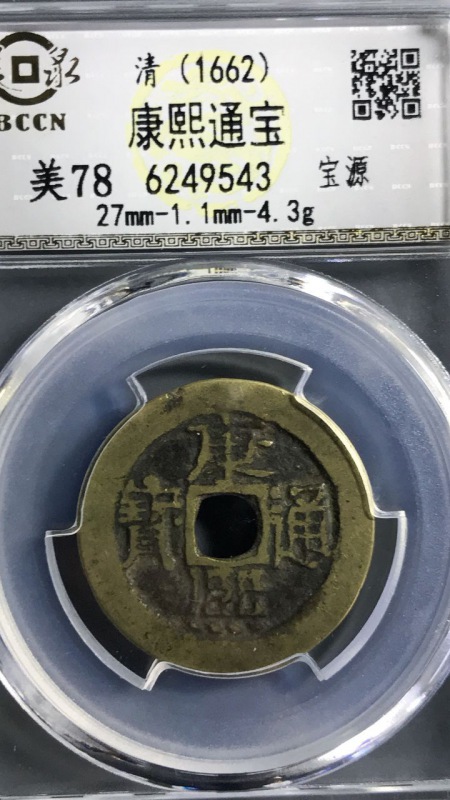 泉
BCCN
清（1662）
康熙通宝
美78 6249543 宝源
27mm-1.1mm-4.3g
康熙通寶